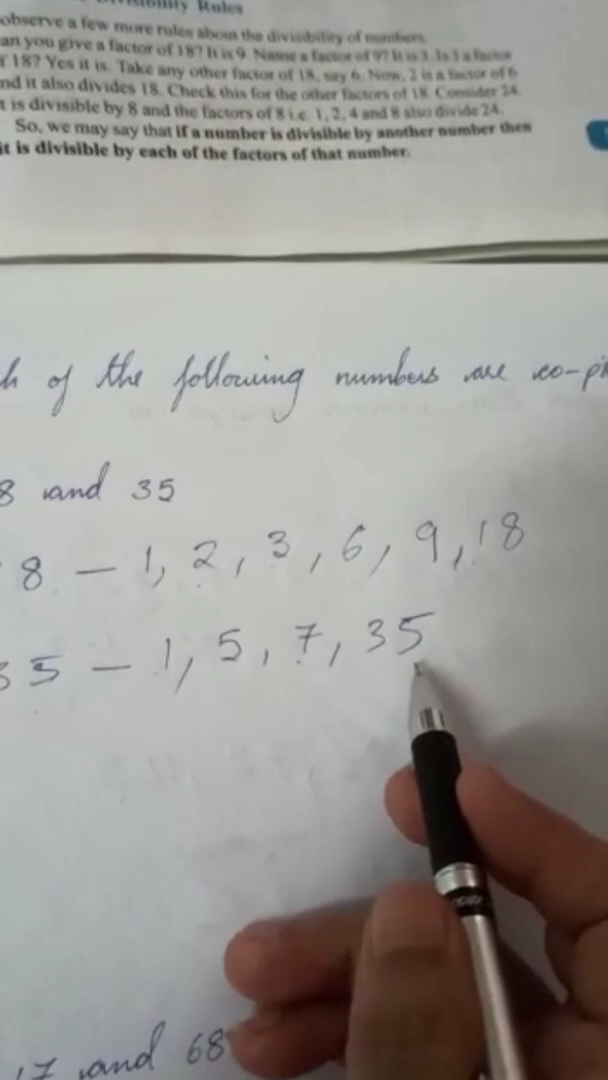 Divisibility Rules
observe a few more rules about the divisibility of numbers.
an you give a factor of 18? It is 9. Name a factor of 9? It is 3. Is 3 a factor
f 18? Yes it is. Take any other factor of 18, say 6. Now, 2 is a factor of 6
nd it also divides 18. Check this for the other factors of 18. Consider 24.
t is divisible by 8 and the factors of 8 i.e. 1, 2, 4 and 8 also divide 24.
So, we may say that if a number is divisible by another number then
it is divisible by each of the factors of that number.
h of the following numbers are co-pr
8 and 35
18 – 1, 2, 3, 6, 9, 18
35 – 1, 5, 7, 35
17 and 68